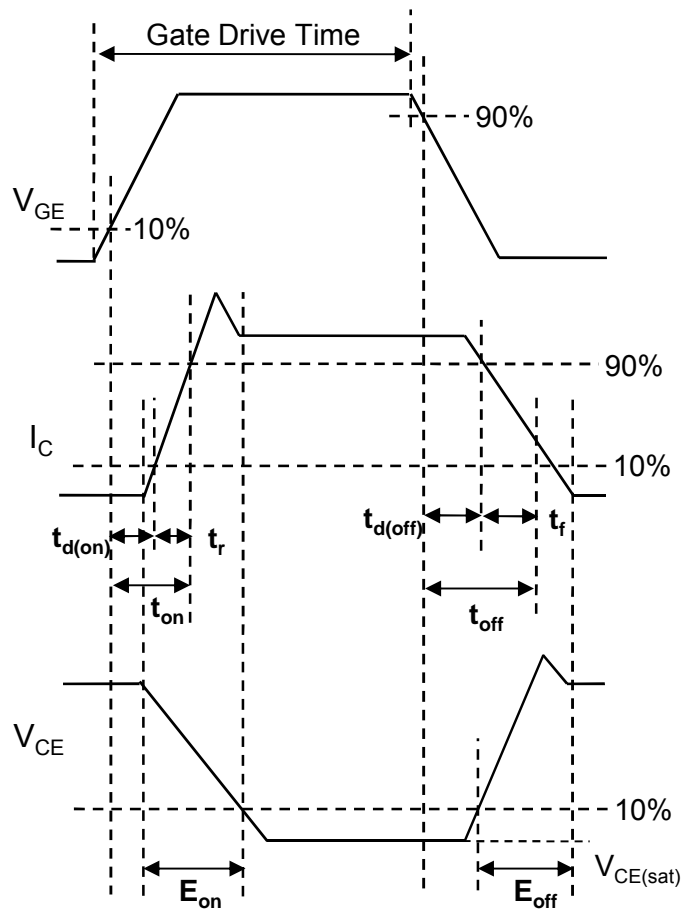 Gate Drive Time
90%
V_GE
10%
90%
I_C
10%
t_d(on)
t_r
t_d(off)
t_f
t_on
t_off
V_CE
10%
V_CE(sat)
E_on
E_off